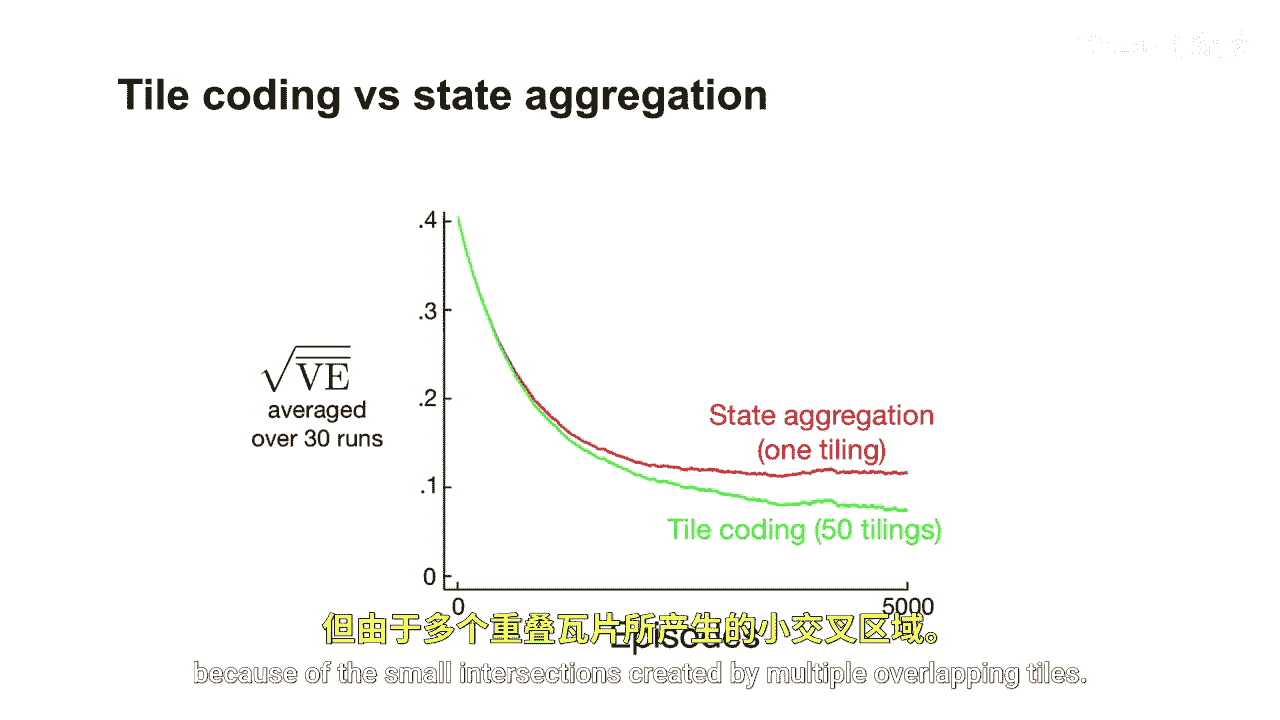 Tile coding vs state aggregation
.4
.3
.2
.1
0
√VE
averaged
over 30 runs
State aggregation
(one tiling)
Tile coding (50 tilings)
0
5000
Episodes
但由于多个重叠瓦片所产生的小交叉区域。
because of the small intersections created by multiple overlapping tiles.